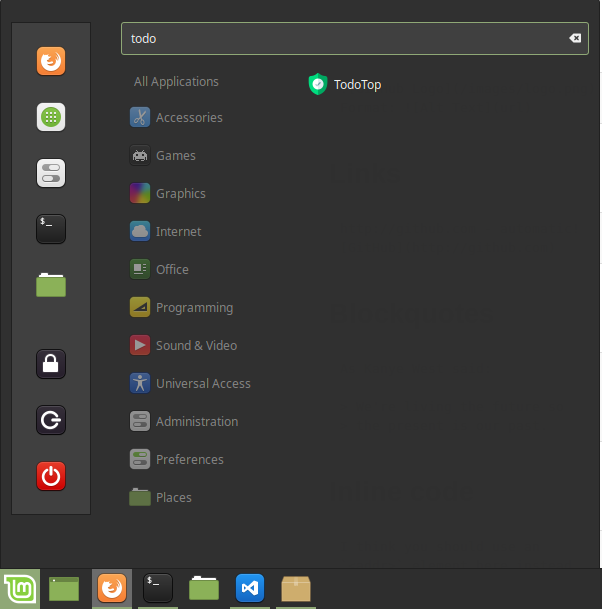 todo
All Applications
TodoTop
Accessories
Games
Graphics
Internet
Office
Programming
Sound & Video
Universal Access
Administration
Preferences
Places
$_
$_